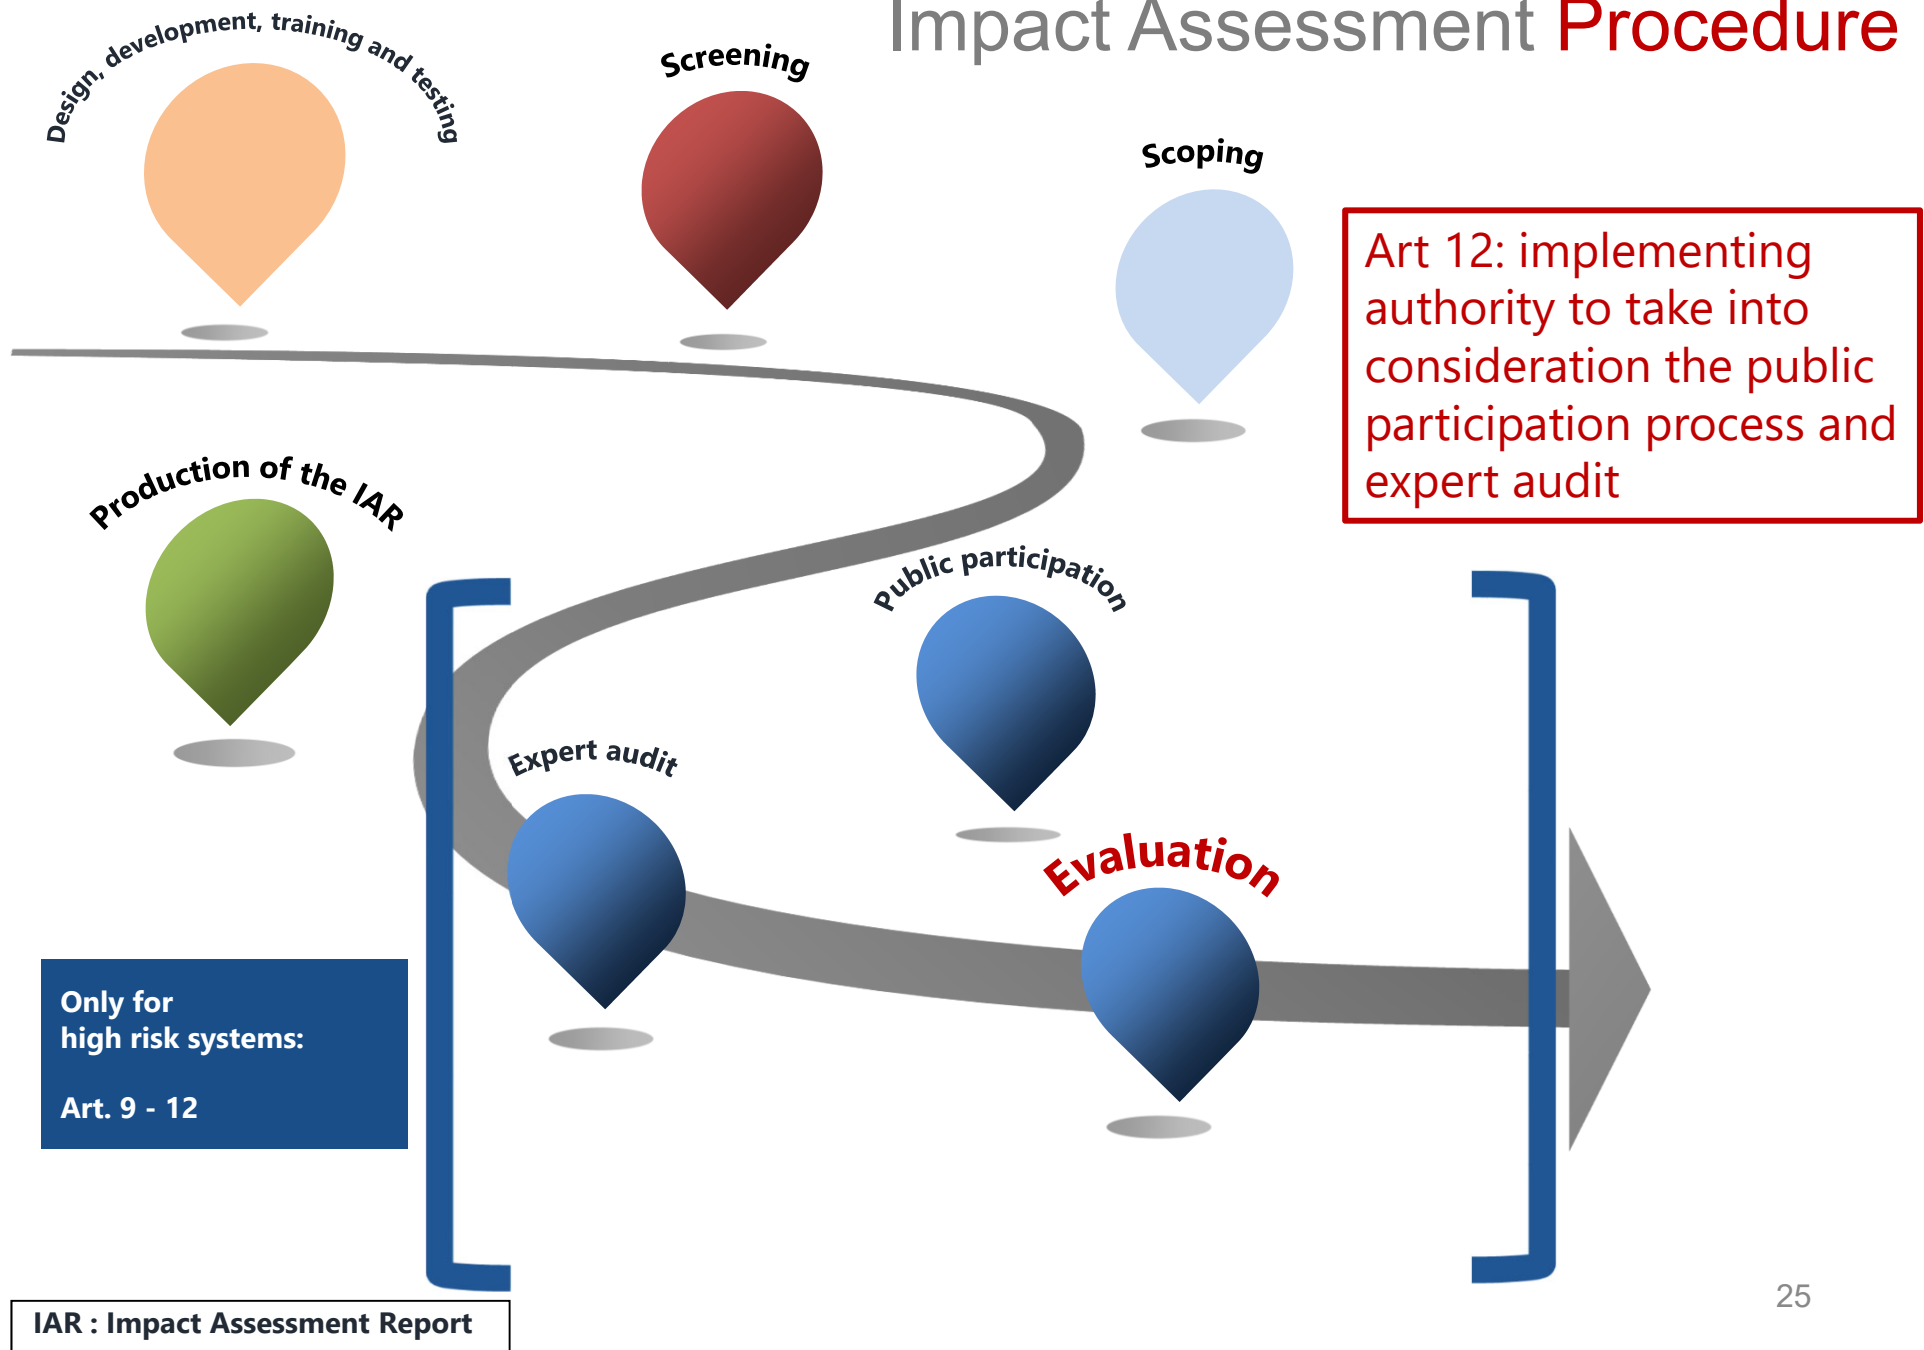 Impact Assessment Procedure
Design, development, training and testing
Screening
Scoping
Art 12: implementing
authority to take into
consideration the public
participation process and
expert audit
Production of the IAR
Public participation
Expert audit
Evaluation
Only for
high risk systems:
Art. 9 - 12
25
IAR : Impact Assessment Report